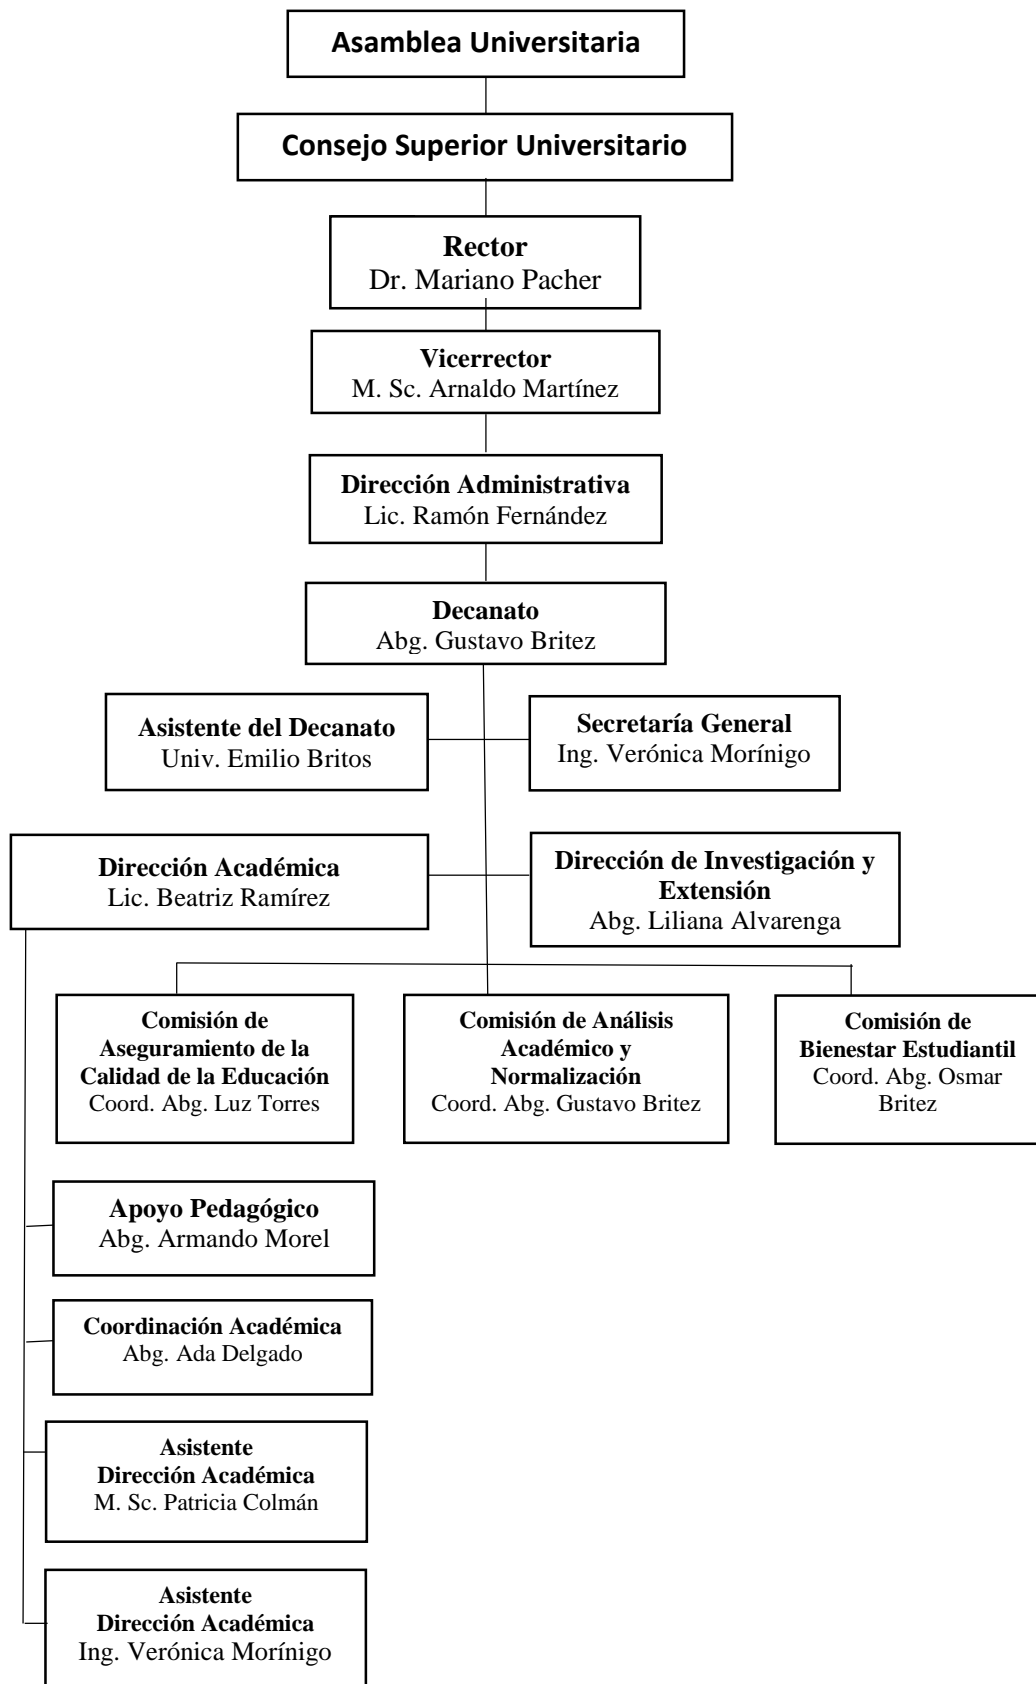 Asamblea Universitaria
Consejo Superior Universitario
Rector
Dr. Mariano Pacher
Vicerrector
M. Sc. Arnaldo Martínez
Dirección Administrativa
Lic. Ramón Fernández
Decanato
Abg. Gustavo Britez
Asistente del Decanato
Univ. Emilio Britos
Secretaría General
Ing. Verónica Morínigo
Dirección Académica
Lic. Beatriz Ramírez
Dirección de Investigación y
Extensión
Abg. Liliana Alvarenga
Comisión de
Aseguramiento de la
Calidad de la Educación
Coord. Abg. Luz Torres
Comisión de Análisis
Académico y
Normalización
Coord. Abg. Gustavo Britez
Comisión de
Bienestar Estudiantil
Coord. Abg. Osmar
Britez
Apoyo Pedagógico
Abg. Armando Morel
Coordinación Académica
Abg. Ada Delgado
Asistente
Dirección Académica
M. Sc. Patricia Colmán
Asistente
Dirección Académica
Ing. Verónica Morínigo